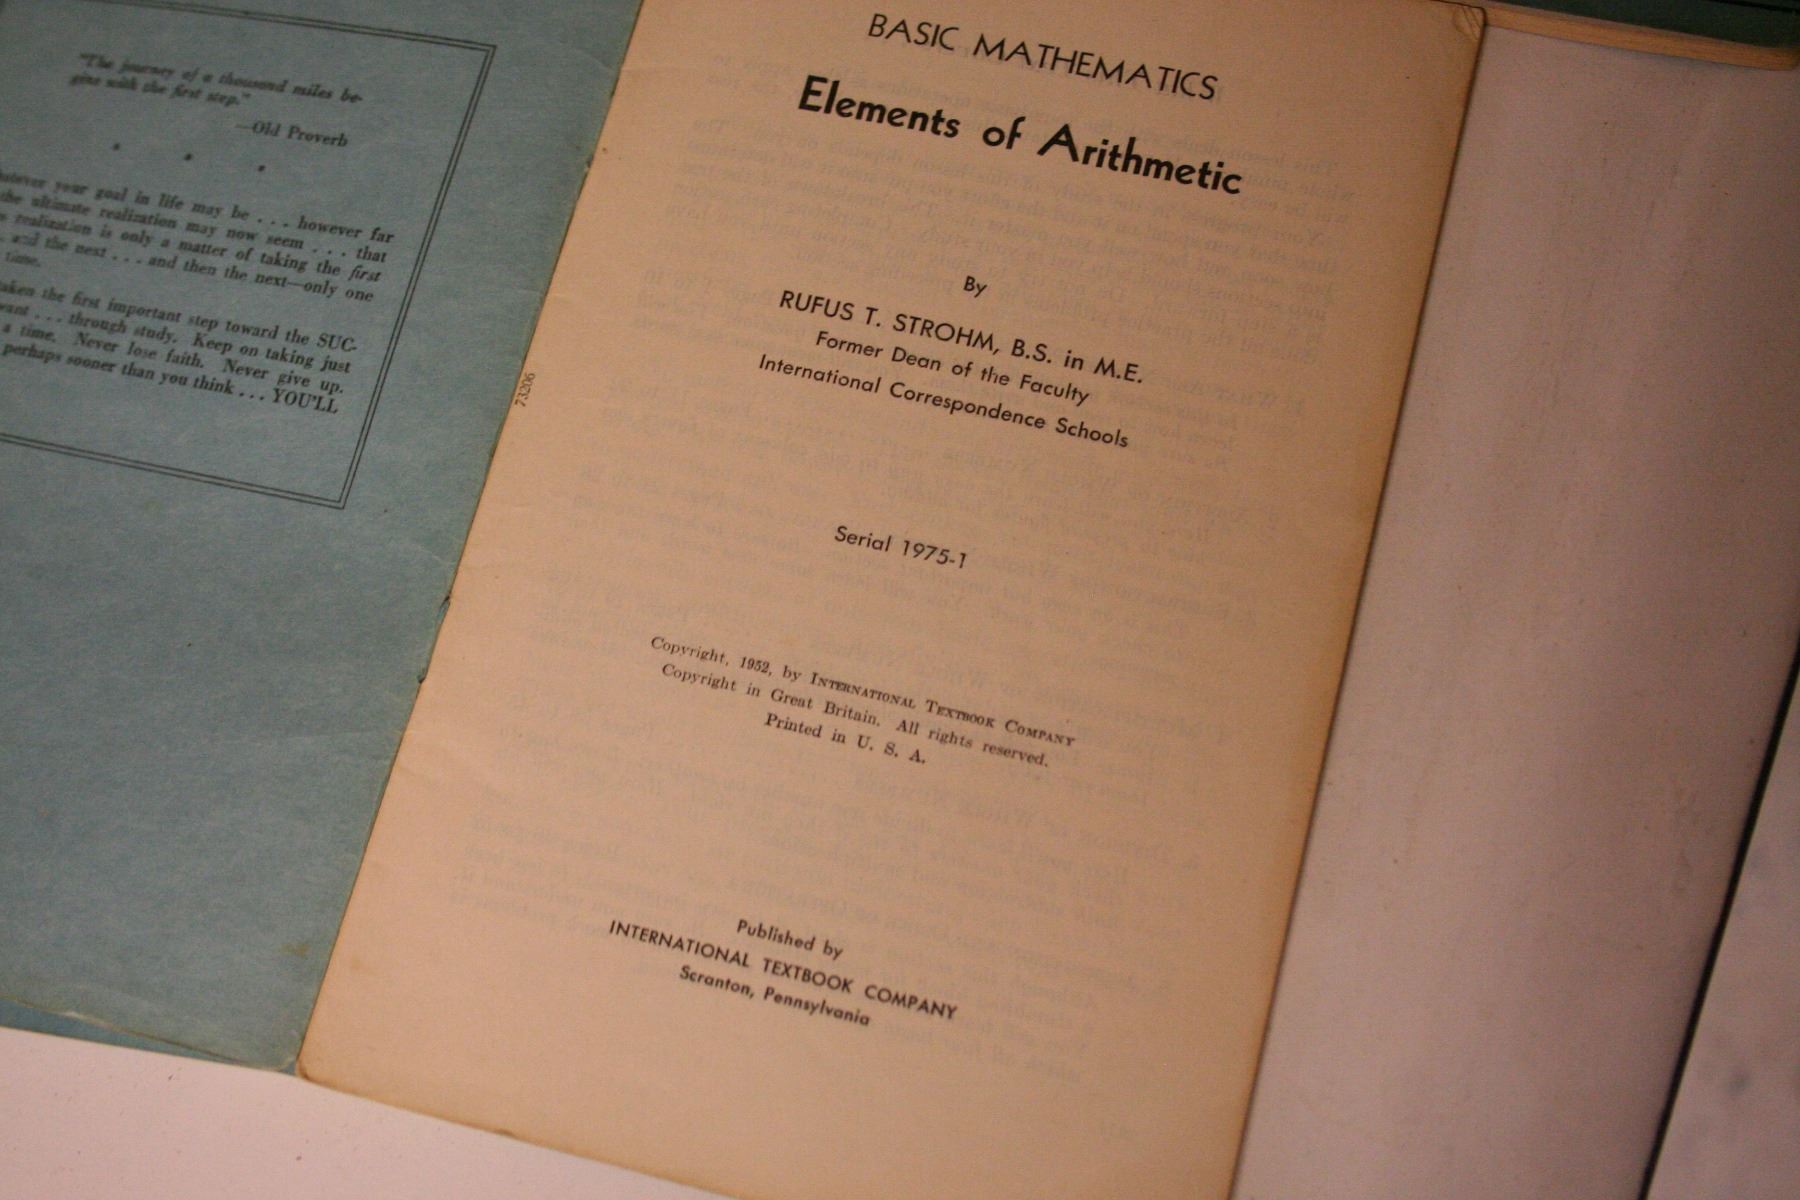 "The journey of a thousand miles be-
gins with the first step."
—Old Proverb
* * *
your goal in life may be . . . however far
the ultimate realization may now seem . . . that
realization is only a matter of taking the first
and the next . . . and then the next—only one
time.
taken the first important step toward the SUC-
want . . . through study. Keep on taking just
a time. Never lose faith. Never give up.
perhaps sooner than you think . . . YOU'LL
73206
BASIC MATHEMATICS
Elements of Arithmetic
By
RUFUS T. STROHM, B.S. in M.E.
Former Dean of the Faculty
International Correspondence Schools
Serial 1975-1
Copyright, 1952, by INTERNATIONAL TEXTBOOK COMPANY
Copyright in Great Britain. All rights reserved.
Printed in U. S. A.
Published by
INTERNATIONAL TEXTBOOK COMPANY
Scranton, Pennsylvania